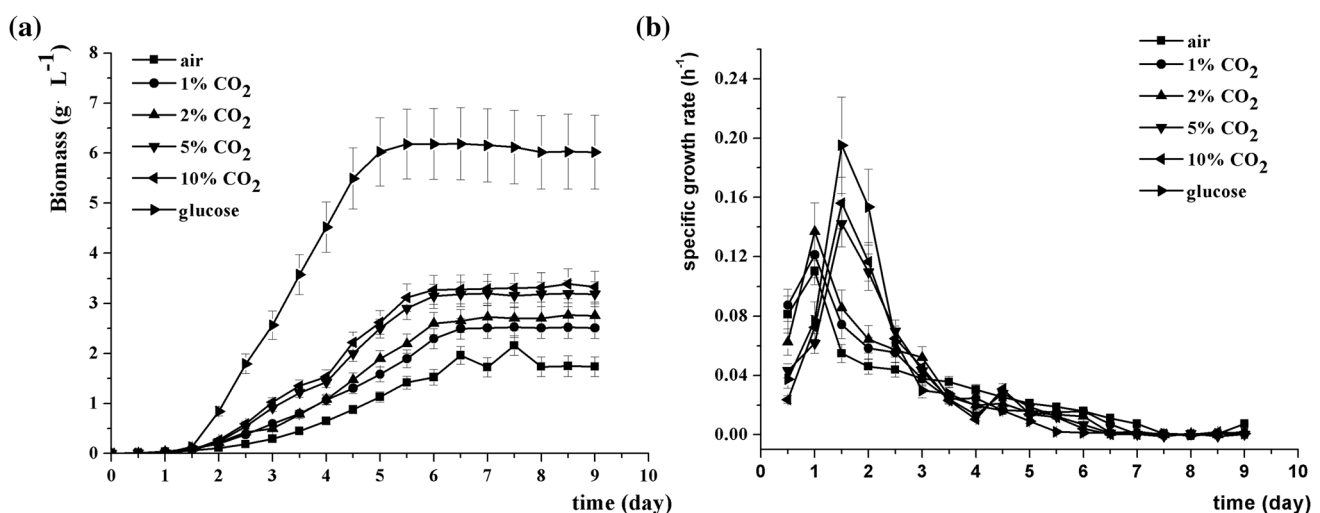 (a)
Biomass (g· L-1)
8
7
6
5
4
3
2
1
0
air
1% CO2
2% CO2
5% CO2
10% CO2
glucose
0 1 2 3 4 5 6 7 8 9 10
time (day)
(b)
specific growth rate (h-1)
0.24
0.20
0.16
0.12
0.08
0.04
0.00
air
1% CO2
2% CO2
5% CO2
10% CO2
glucose
0 1 2 3 4 5 6 7 8 9 10
time (day)